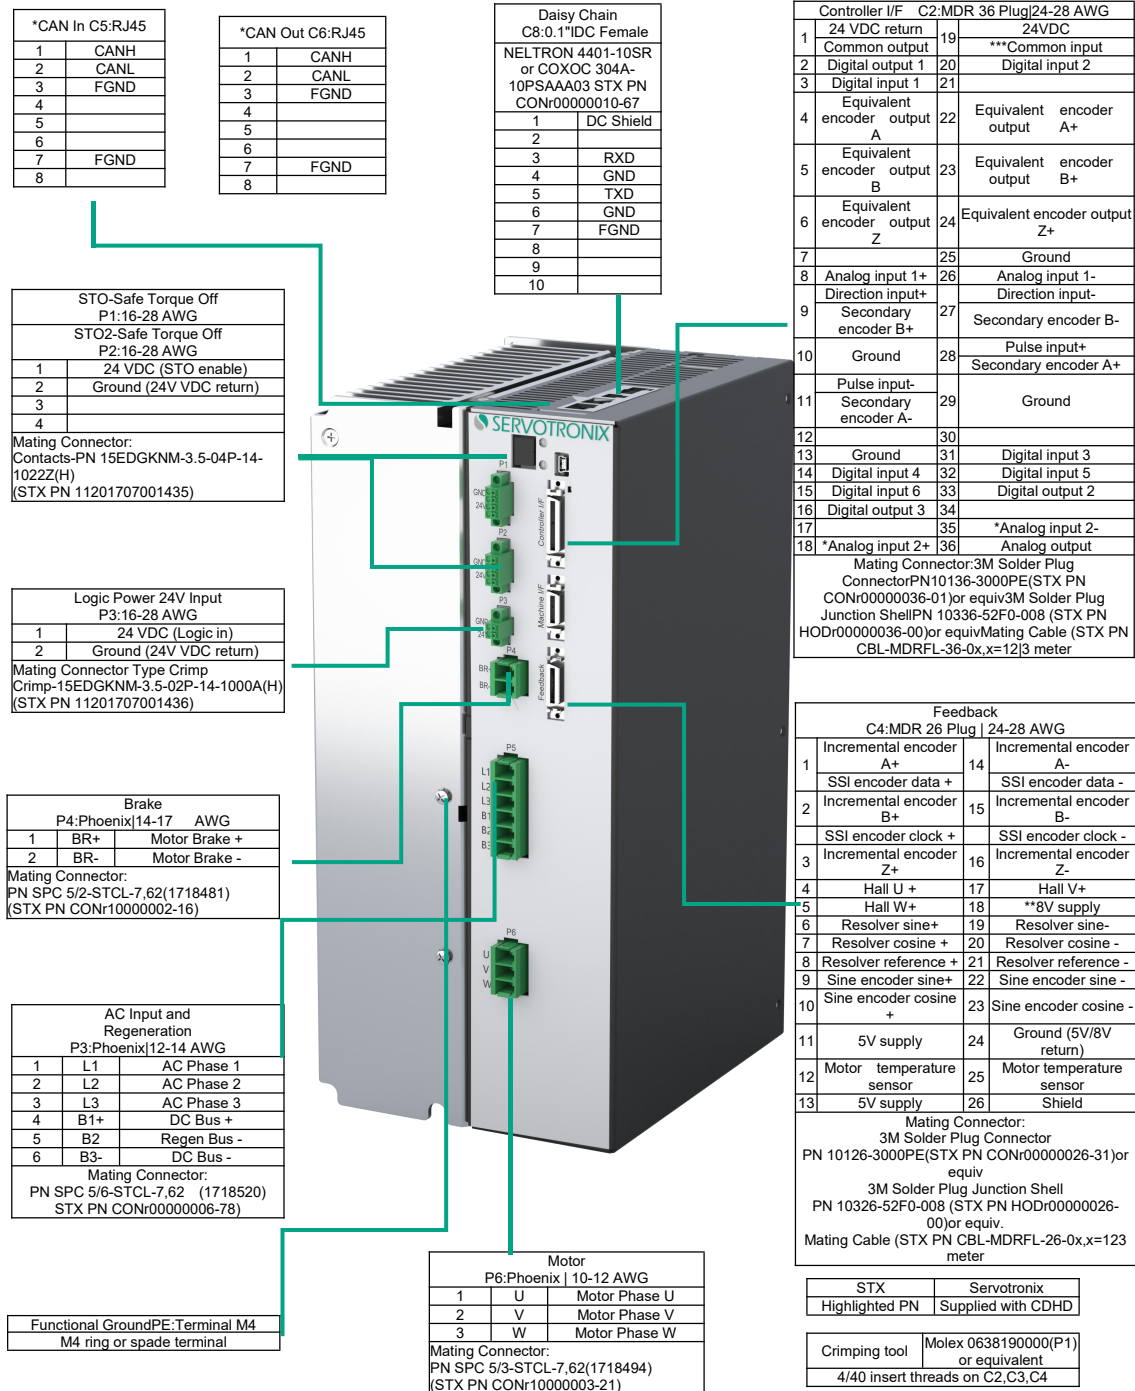 *CAN In C5:RJ45
1 CANH
2 CANL
3 FGND
4
5
6
7 FGND
8
*CAN Out C6:RJ45
1 CANH
2 CANL
3 FGND
4
5
6
7 FGND
8
Daisy Chain
C8:0.1"IDC Female
NELTRON 4401-10SR
or COXOC 304A-
10PSAAA03 STX PN
CONr00000010-67
1 DC Shield
2
3 RXD
4 GND
5 TXD
6 GND
7 FGND
8
9
10
Controller I/F C2:MDR 36 Plug|24-28 AWG
1 24 VDC return 19 24VDC
Common output ***Common input
2 Digital output 1 20 Digital input 2
3 Digital input 1 21
4 Equivalent
encoder output
A
22 Equivalent encoder
output A+
5 Equivalent
encoder output
B
23 Equivalent encoder
output B+
6 Equivalent
encoder output
Z
24 Equivalent encoder output
Z+
7 25 Ground
8 Analog input 1+ 26 Analog input 1-
9 Direction input+ 27 Direction input-
Secondary
encoder B+
Secondary encoder B-
10 Ground 28 Pulse input+
Secondary encoder A+
11 Pulse input-
Secondary
encoder A-
29 Ground
12 30
13 Ground 31 Digital input 3
14 Digital input 4 32 Digital input 5
15 Digital input 6 33 Digital output 2
16 Digital output 3 34
17 35 *Analog input 2-
18 *Analog input 2+ 36 Analog output
Mating Connector:3M Solder Plug
ConnectorPN10136-3000PE(STX PN
CONr00000036-01)or equiv3M Solder Plug
Junction ShellPN 10336-52F0-008 (STX PN
HODr00000036-00)or equivMating Cable (STX PN
CBL-MDRFL-36-0x,x=12|3 meter
STO-Safe Torque Off
P1:16-28 AWG
STO2-Safe Torque Off
P2:16-28 AWG
1 24 VDC (STO enable)
2 Ground (24V VDC return)
3
4
Mating Connector:
Contacts-PN 15EDGKNM-3.5-04P-14-
1022Z(H)
(STX PN 11201707001435)
Logic Power 24V Input
P3:16-28 AWG
1 24 VDC (Logic in)
2 Ground (24V VDC return)
Mating Connector Type Crimp
Crimp-15EDGKNM-3.5-02P-14-1000A(H)
(STX PN 11201707001436)
Brake
P4:Phoenix|14-17 AWG
1 BR+ Motor Brake +
2 BR- Motor Brake -
Mating Connector:
PN SPC 5/2-STCL-7,62(1718481)
(STX PN CONr10000002-16)
AC Input and
Regeneration
P3:Phoenix|12-14 AWG
1 L1 AC Phase 1
2 L2 AC Phase 2
3 L3 AC Phase 3
4 B1+ DC Bus +
5 B2 Regen Bus -
6 B3- DC Bus -
Mating Connector:
PN SPC 5/6-STCL-7,62 (1718520)
STX PN CONr00000006-78)
Functional GroundPE:Terminal M4
M4 ring or spade terminal
SERVOTRONIX
P1
GND
24V
P2
GND
24V
P3
GND
24V
P4
BR-
BR-
P5
L1
L2
L3
B1
B2
B3
P6
U
V
W
Controller I/F
Machine I/F
Feedback
Motor
P6:Phoenix | 10-12 AWG
1 U Motor Phase U
2 V Motor Phase V
3 W Motor Phase W
Mating Connector:
PN SPC 5/3-STCL-7,62(1718494)
(STX PN CONr10000003-21)
Feedback
C4:MDR 26 Plug | 24-28 AWG
1 Incremental encoder
A+
14 Incremental encoder
A-
SSI encoder data + SSI encoder data -
2 Incremental encoder
B+
15 Incremental encoder
B-
SSI encoder clock + SSI encoder clock -
3 Incremental encoder
Z+
16 Incremental encoder
Z-
4 Hall U + 17 Hall V+
5 Hall W+ 18 **8V supply
6 Resolver sine+ 19 Resolver sine-
7 Resolver cosine + 20 Resolver cosine -
8 Resolver reference + 21 Resolver reference -
9 Sine encoder sine+ 22 Sine encoder sine -
10 Sine encoder cosine
+
23 Sine encoder cosine -
11 5V supply 24 Ground (5V/8V
return)
12 Motor temperature
sensor
25 Motor temperature
sensor
13 5V supply 26 Shield
Mating Connector:
3M Solder Plug Connector
PN 10126-3000PE(STX PN CONr00000026-31)or
equiv
3M Solder Plug Junction Shell
PN 10326-52F0-008 (STX PN HODr00000026-
00)or equiv.
Mating Cable (STX PN CBL-MDRFL-26-0x,x=123
meter
STX Servotronix
Highlighted PN Supplied with CDHD
Crimping tool Molex 0638190000(P1)
or equivalent
4/40 insert threads on C2,C3,C4